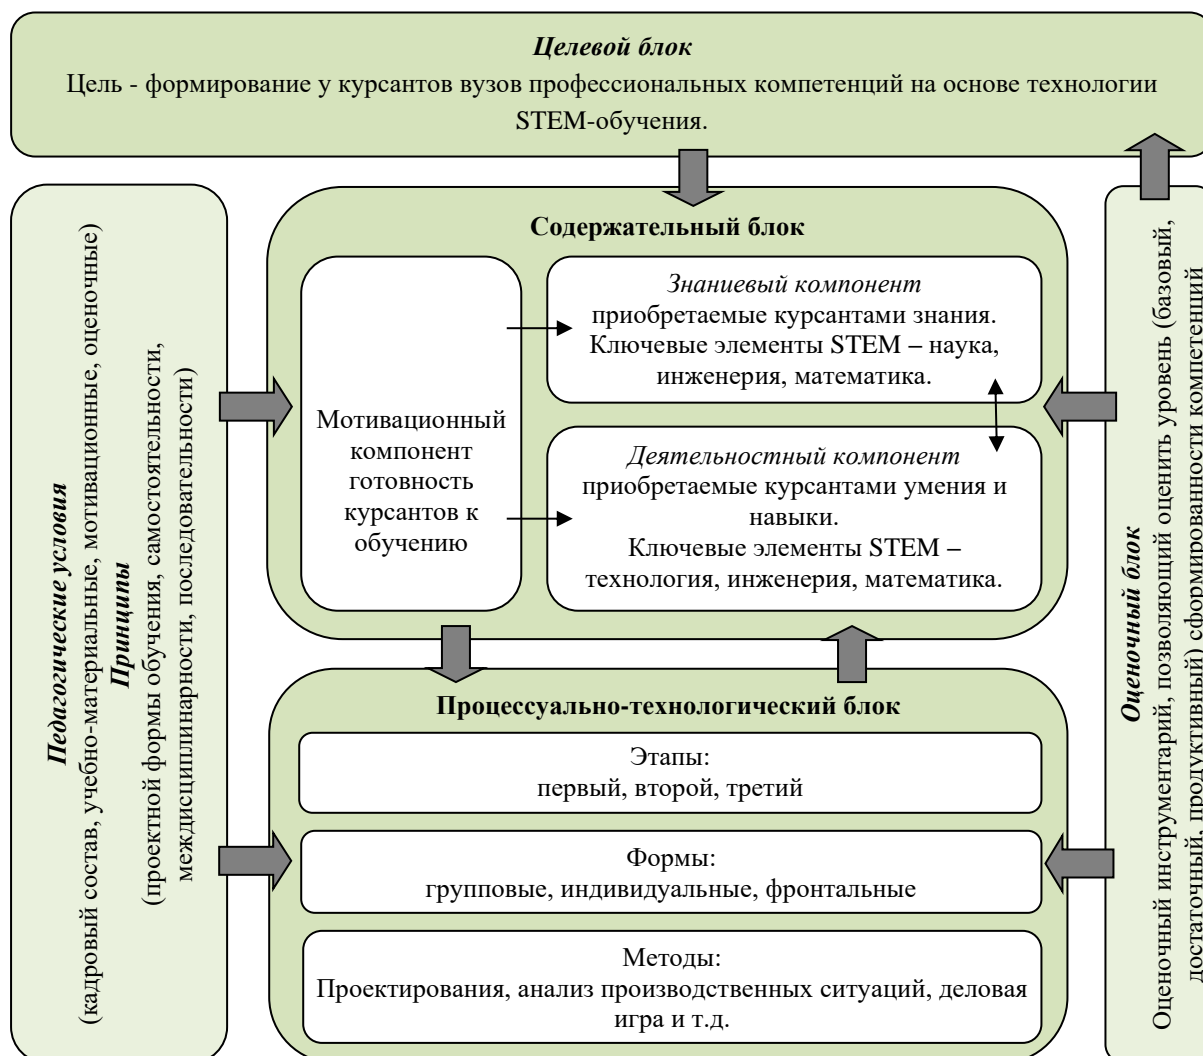 Целевой блок
Цель - формирование у курсантов вузов профессиональных компетенций на основе технологии
STEM-обучения.
Педагогические условия
(кадровый состав, учебно-материальные, мотивационные, оценочные)
Принципы
(проектной формы обучения, самостоятельности,
междисциплинарности, последовательности)
Содержательный блок
Мотивационный
компонент
готовность
курсантов к
обучению
Знаниевый компонент
приобретаемые курсантами знания.
Ключевые элементы STEM – наука,
инженерия, математика.
Деятельностный компонент
приобретаемые курсантами умения и
навыки.
Ключевые элементы STEM –
технология, инженерия, математика.
Процессуально-технологический блок
Этапы:
первый, второй, третий
Формы:
групповые, индивидуальные, фронтальные
Методы:
Проектирования, анализ производственных ситуаций, деловая
игра и т.д.
Оценочный блок
Оценочный инструментарий, позволяющий оценить уровень (базовый,
достаточный, продуктивный) сформированности компетенций